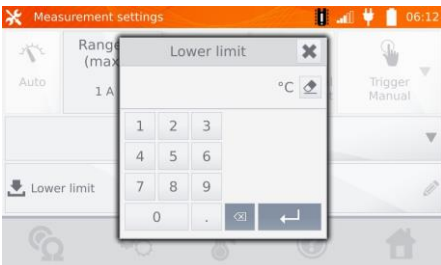 Measurement settings 06:12
Range
(max
1 A
Auto
Lower limit
°C
1 2 3
4 5 6
7 8 9
0 .
Trigger
Manual
Lower limit